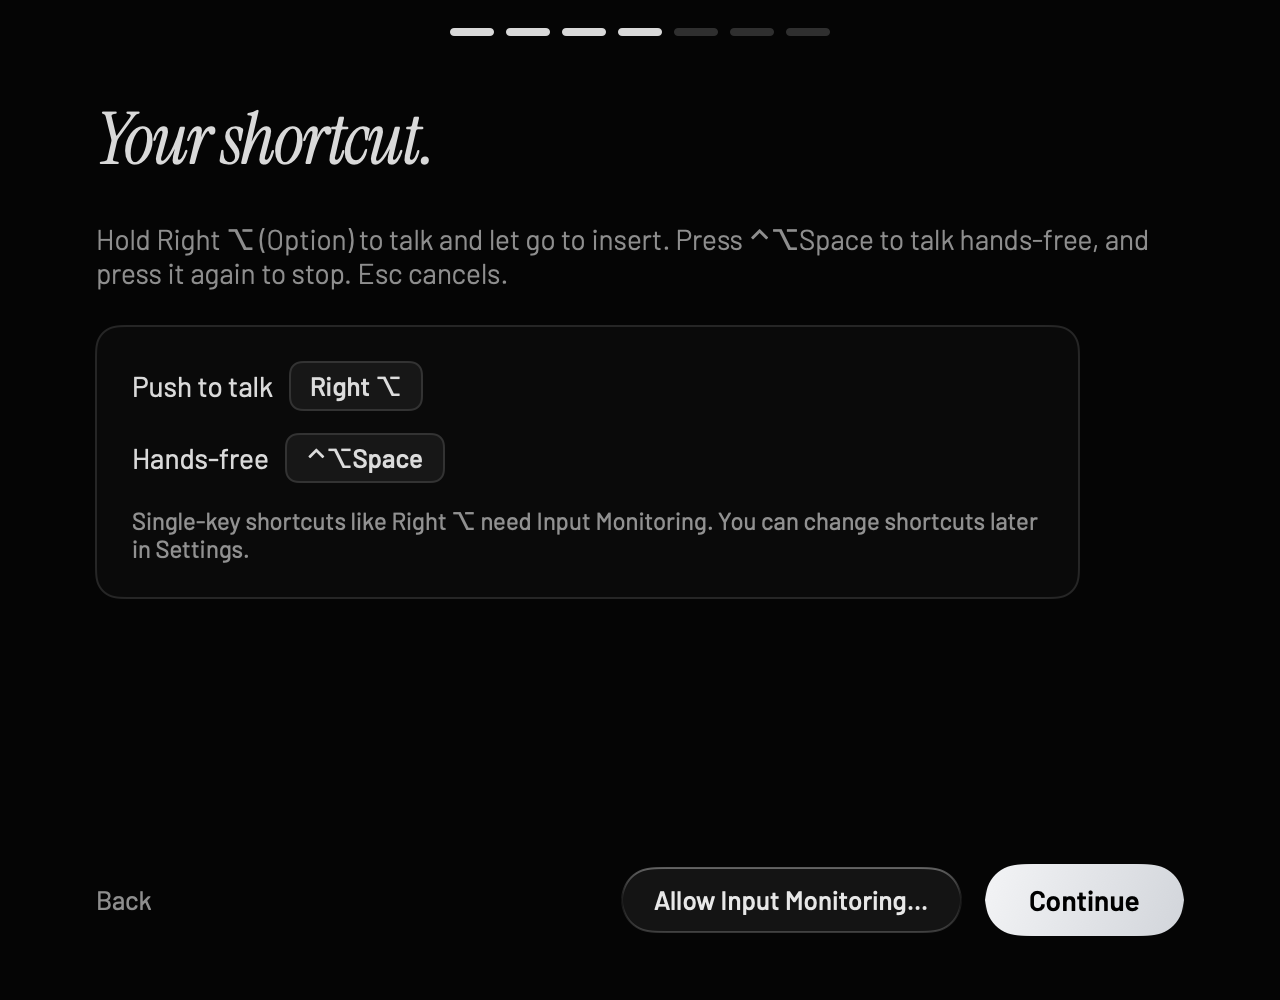 Your shortcut.
Hold Right ⌥ (Option) to talk and let go to insert. Press ⌃⌥Space to talk hands-free, and
press it again to stop. Esc cancels.
Push to talk Right ⌥
Hands-free ⌃⌥Space
Single-key shortcuts like Right ⌥ need Input Monitoring. You can change shortcuts later
in Settings.
Back Allow Input Monitoring... Continue